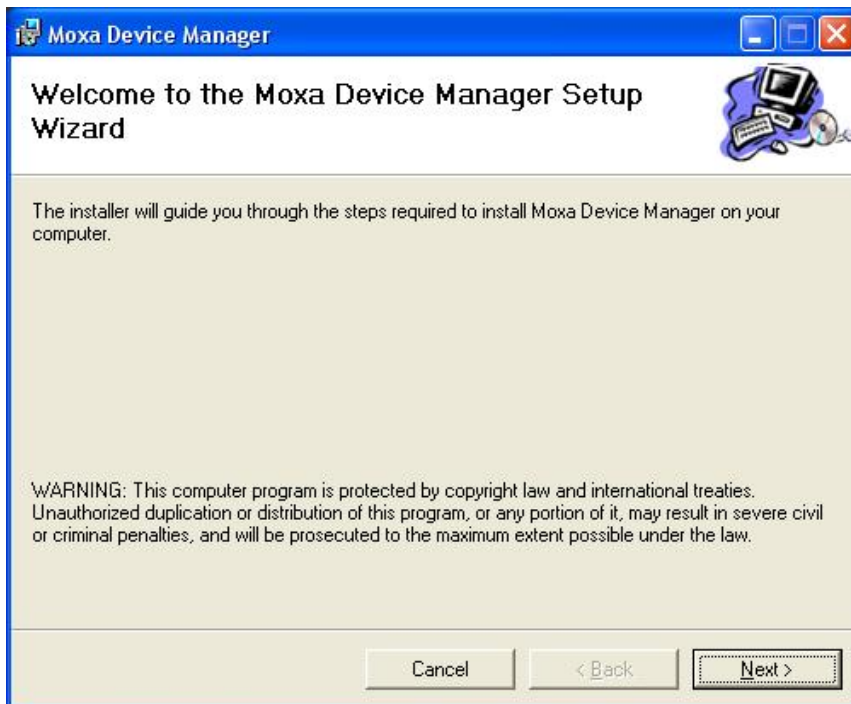 Moxa Device Manager
Welcome to the Moxa Device Manager Setup
Wizard
The installer will guide you through the steps required to install Moxa Device Manager on your
computer.
WARNING: This computer program is protected by copyright law and international treaties.
Unauthorized duplication or distribution of this program, or any portion of it, may result in severe civil
or criminal penalties, and will be prosecuted to the maximum extent possible under the law.
Cancel
< Back
Next >